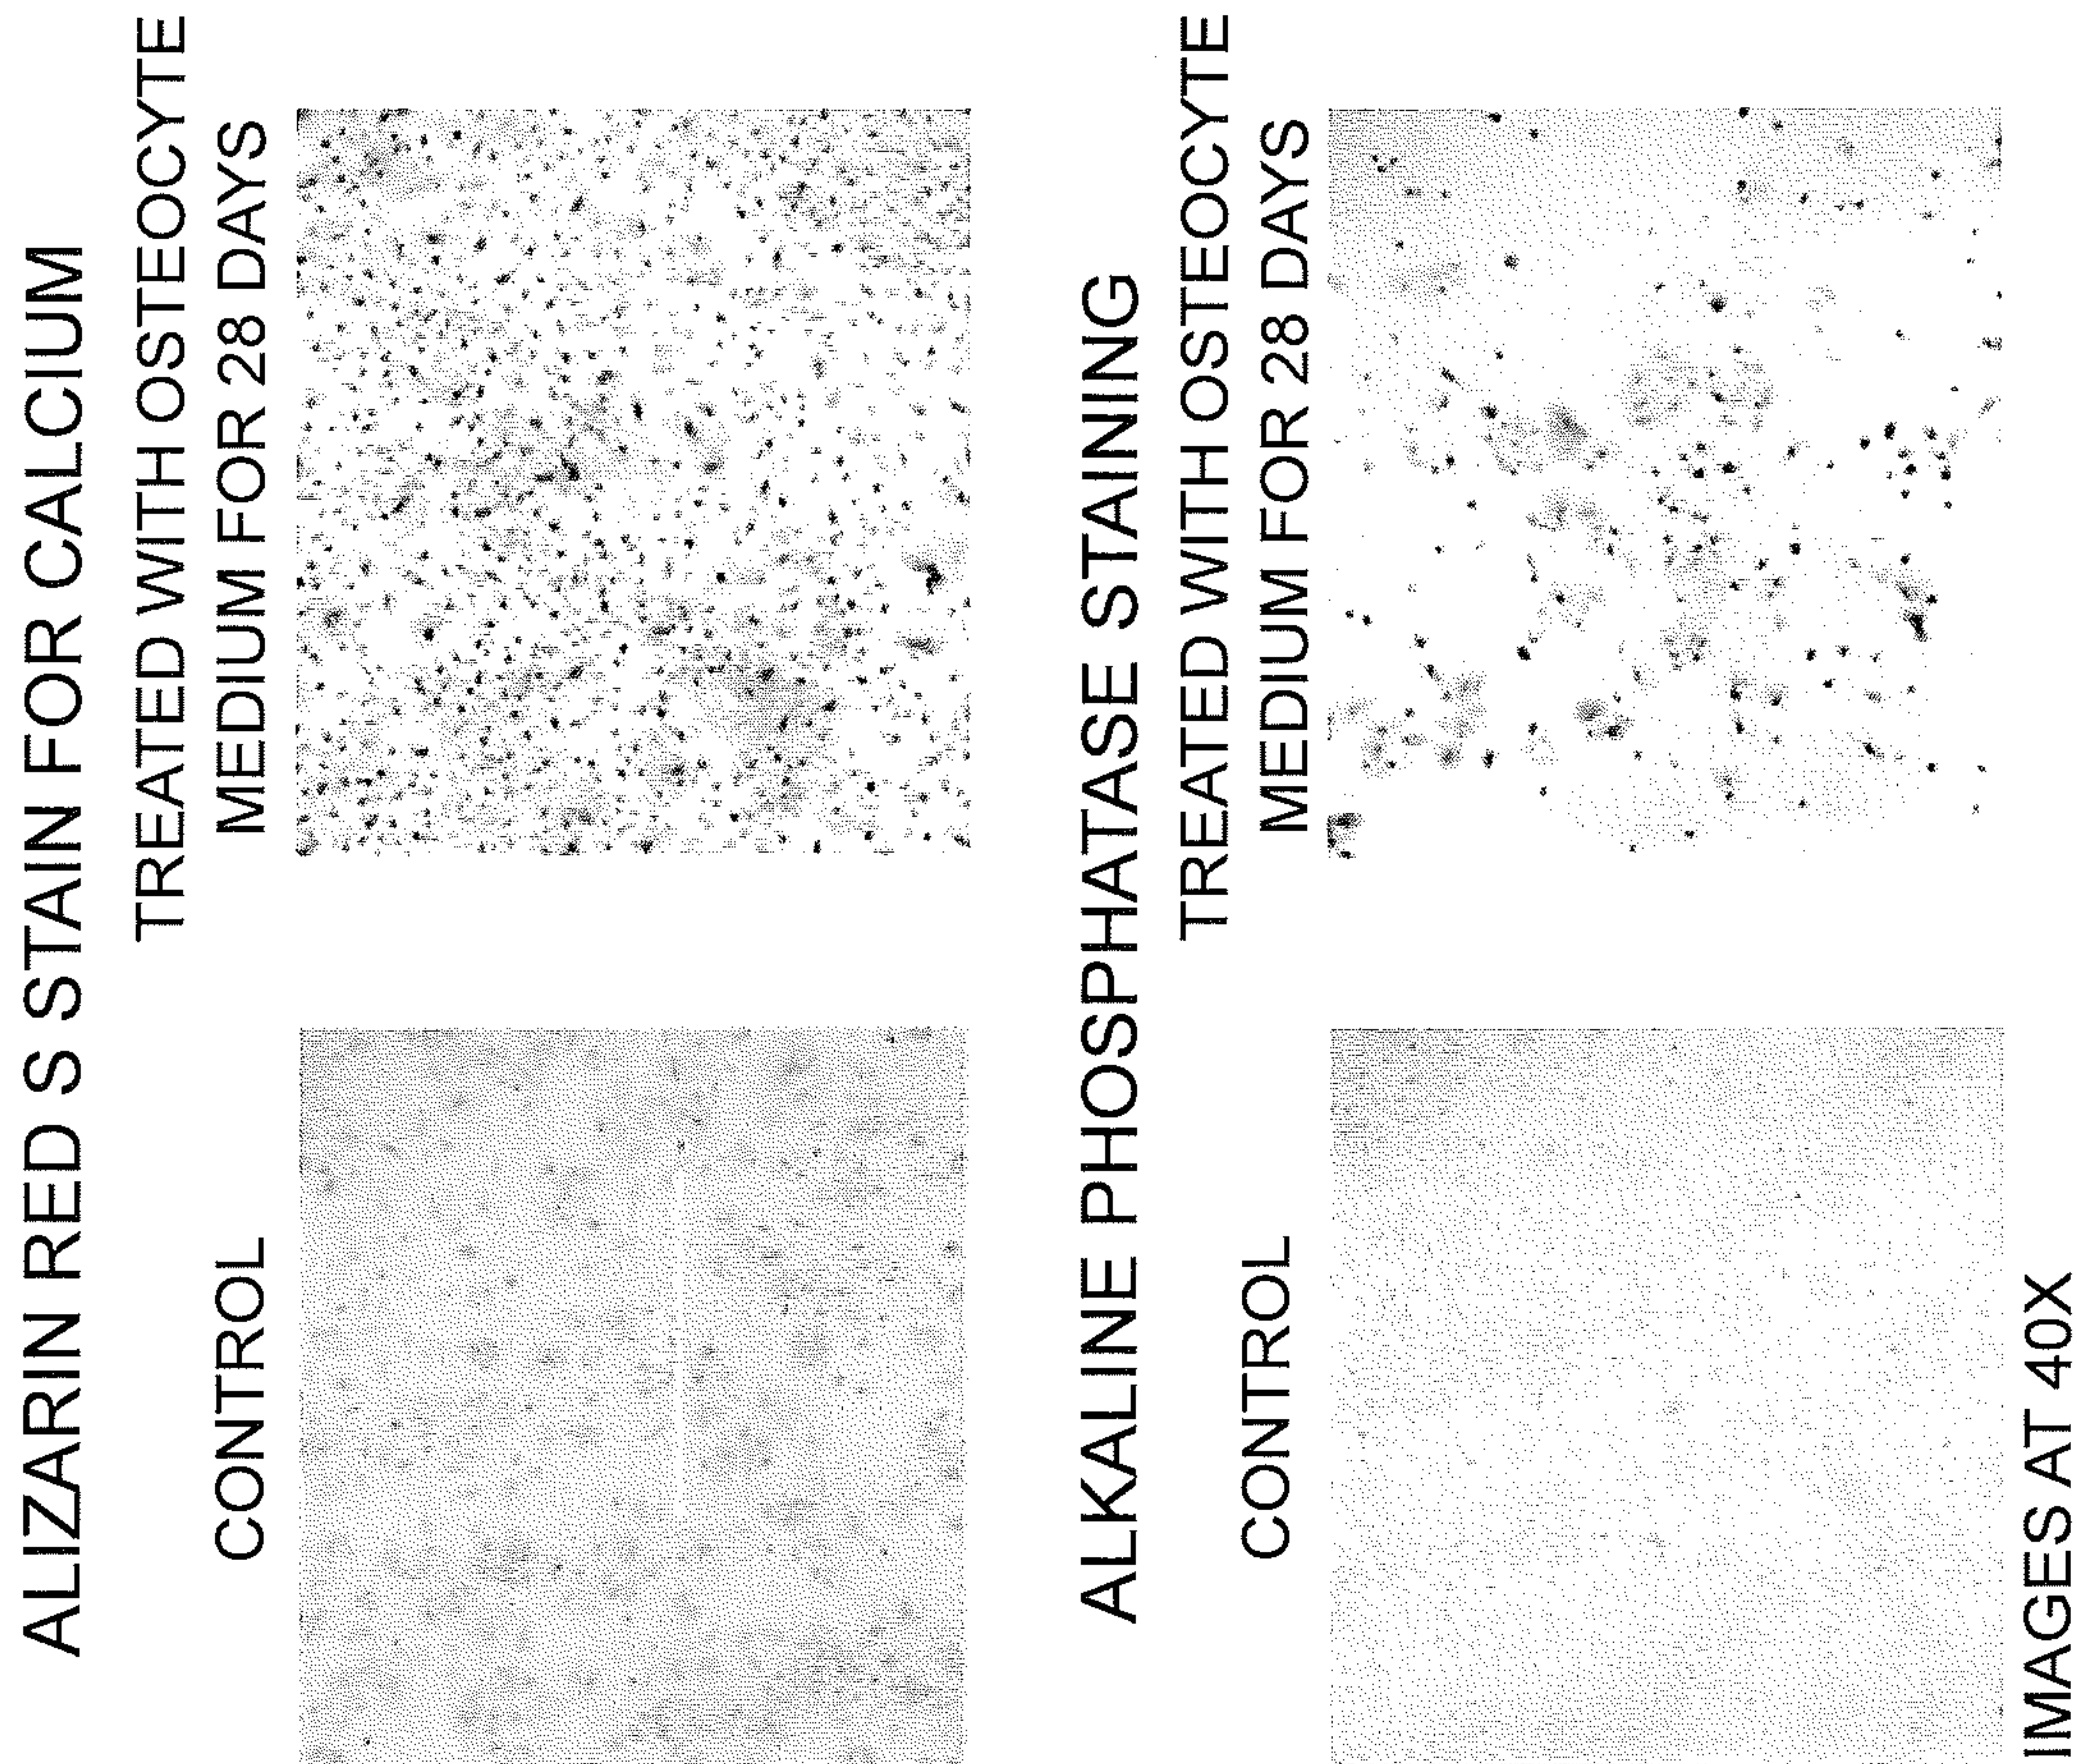 ALIZARIN RED S STAIN FOR CALCIUM
CONTROL
TREATED WITH OSTEOCYTE
MEDIUM FOR 28 DAYS
ALKALINE PHOSPHATASE STAINING
CONTROL
TREATED WITH OSTEOCYTE
MEDIUM FOR 28 DAYS
IMAGES AT 40X